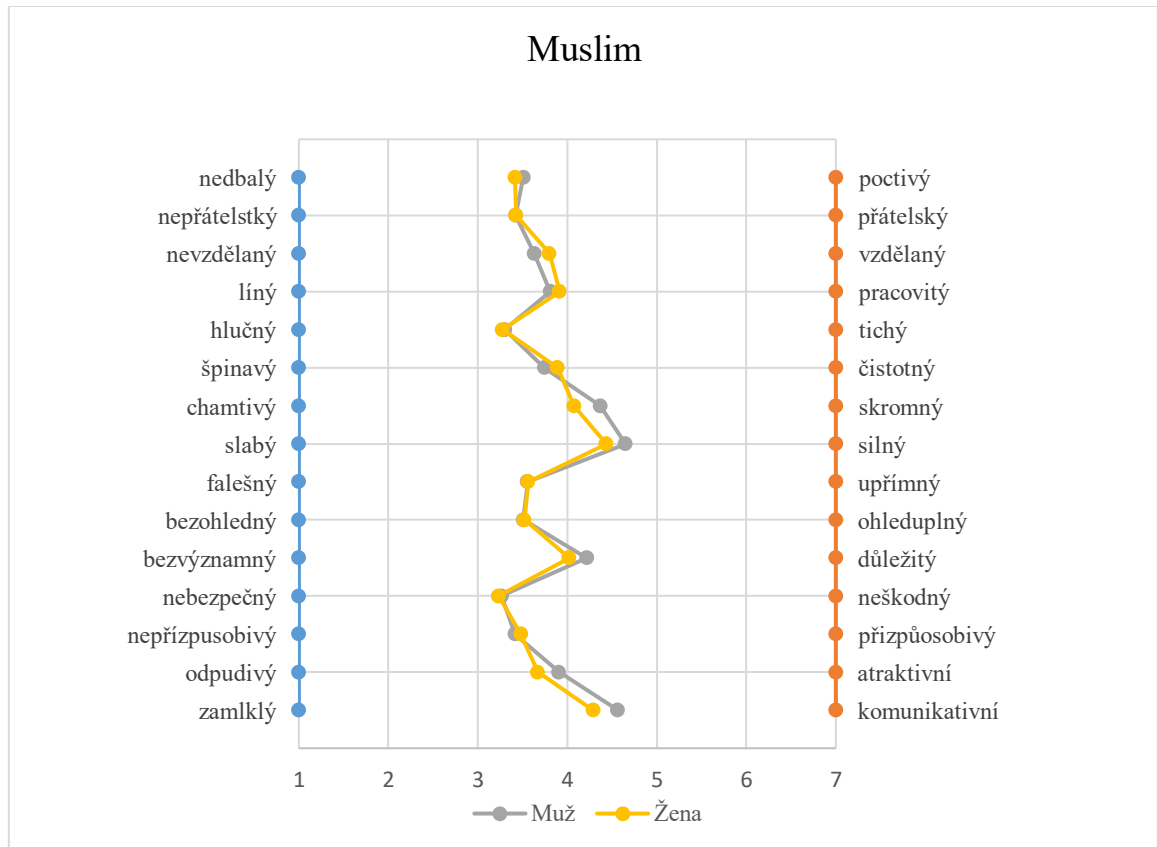 Muslim
nedbalý poctivý
nepřátelstký přátelský
nevzdělaný vzdělaný
líný pracovitý
hlučný tichý
špinavý čistotný
chamtivý skromný
slabý silný
falešný upřímný
bezohledný ohleduplný
bezvýznamný důležitý
nebezpečný neškodný
nepřízpusobivý přizpůosobivý
odpudivý atraktivní
zamlklý komunikativní
1 2 3 4 5 6 7
Muž Žena